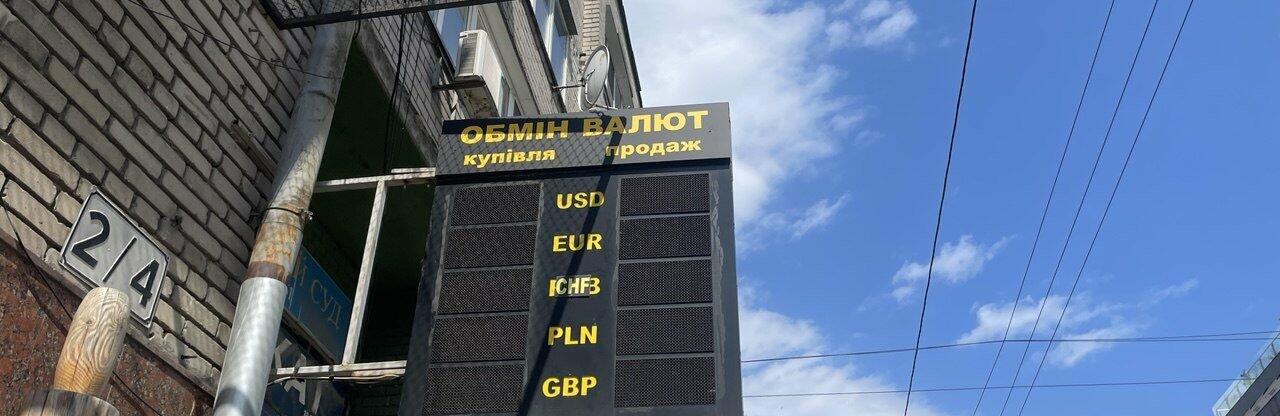 ОБМІН ВАЛЮТ
купівля продаж
USD
EUR
CHF
PLN
GBP
2/4
СУД